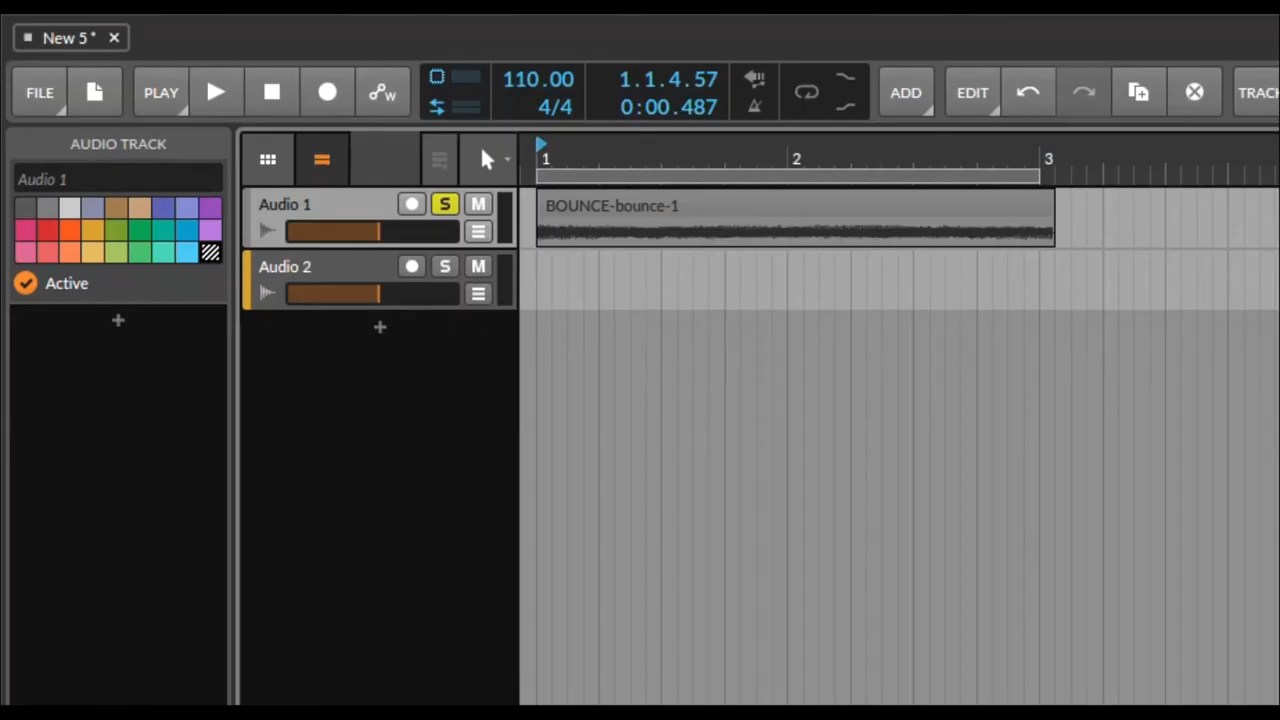 New 5*
FILE PLAY 110.00 1.1.4.57 ADD EDIT TRACK
4/4 0:00.487
AUDIO TRACK
Audio 1
Active
1 2 3
Audio 1 S M
BOUNCE-bounce-1
Audio 2 S M